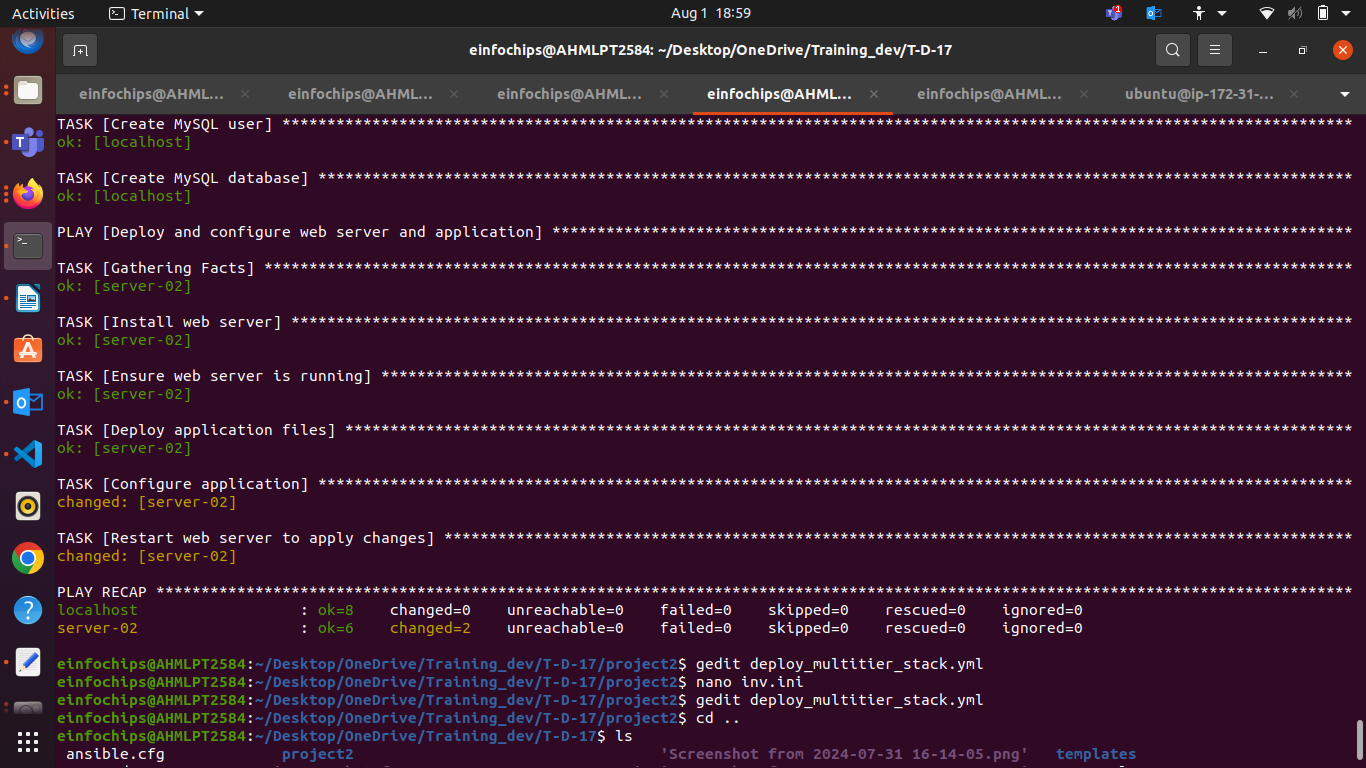 Activities Terminal Aug 1 18:59 1
einfochips@AHMLPT2584: ~/Desktop/OneDrive/Training_dev/T-D-17
einfochips@AHML... einfochips@AHML... einfochips@AHML... einfochips@AHML... einfochips@AHML... ubuntu@ip-172-31-...
TASK [Create MySQL user] ***********************************************************************************************************************
ok: [localhost]
TASK [Create MySQL database] *******************************************************************************************************************
ok: [localhost]
PLAY [Deploy and configure web server and application] *****************************************************************************************
TASK [Gathering Facts] *************************************************************************************************************************
ok: [server-02]
TASK [Install web server] **********************************************************************************************************************
ok: [server-02]
TASK [Ensure web server is running] ************************************************************************************************************
ok: [server-02]
TASK [Deploy application files] ****************************************************************************************************************
ok: [server-02]
TASK [Configure application] *******************************************************************************************************************
changed: [server-02]
TASK [Restart web server to apply changes] *****************************************************************************************************
changed: [server-02]
PLAY RECAP *************************************************************************************************************************************
localhost : ok=8 changed=0 unreachable=0 failed=0 skipped=0 rescued=0 ignored=0
server-02 : ok=6 changed=2 unreachable=0 failed=0 skipped=0 rescued=0 ignored=0
einfochips@AHMLPT2584:~/Desktop/OneDrive/Training_dev/T-D-17/project2$ gedit deploy_multitier_stack.yml
einfochips@AHMLPT2584:~/Desktop/OneDrive/Training_dev/T-D-17/project2$ nano inv.ini
einfochips@AHMLPT2584:~/Desktop/OneDrive/Training_dev/T-D-17/project2$ gedit deploy_multitier_stack.yml
einfochips@AHMLPT2584:~/Desktop/OneDrive/Training_dev/T-D-17/project2$ cd ..
einfochips@AHMLPT2584:~/Desktop/OneDrive/Training_dev/T-D-17$ ls
ansible.cfg project2 'Screenshot from 2024-07-31 16-14-05.png' templates